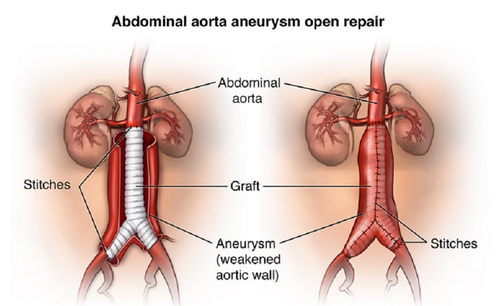 Abdominal aorta aneurysm open repair
Abdominal
aorta
Stitches
Graft
Aneurysm
(weakened
aortic wall)
Stitches